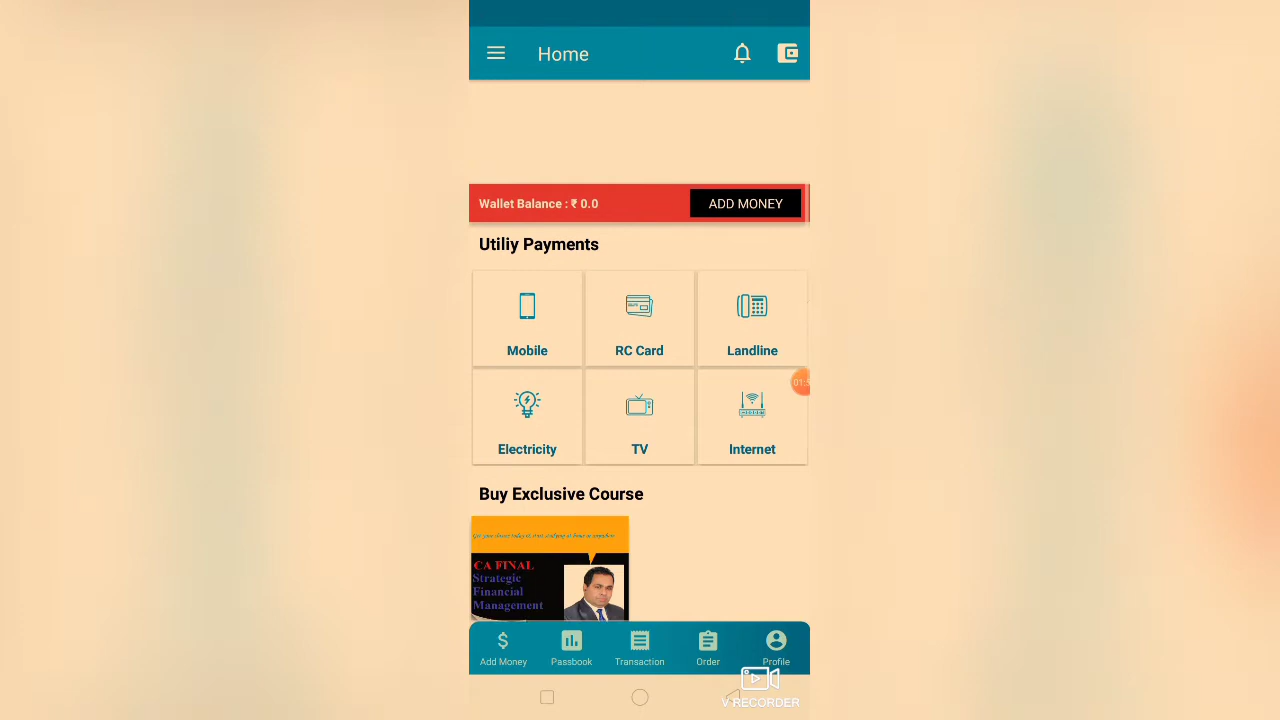 Home
Wallet Balance : ₹ 0.0
ADD MONEY
Utiliy Payments
Mobile
RC Card
Landline
Electricity
TV
Internet
Buy Exclusive Course
CA FINAL
Strategic
Financial
Management
Add Money
Passbook
Transaction
Order
Profile
V RECORDER